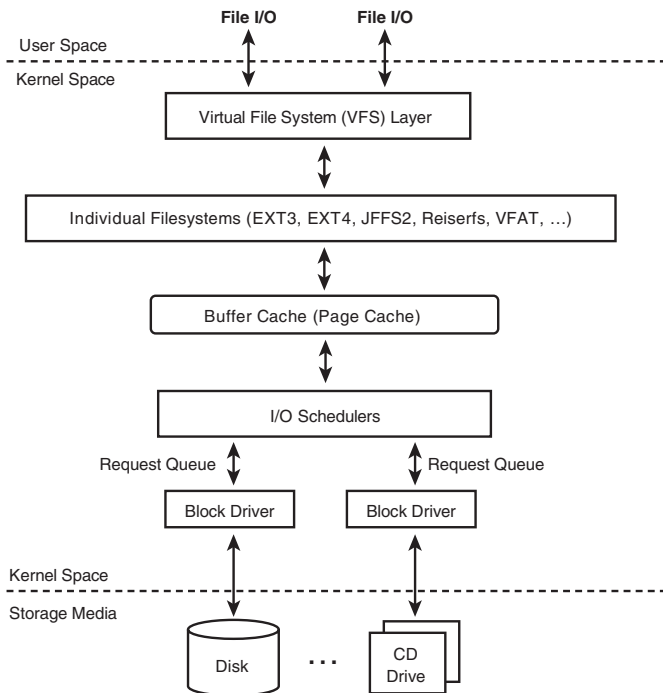 File I/O File I/O
User Space
Kernel Space
Virtual File System (VFS) Layer
Individual Filesystems (EXT3, EXT4, JFFS2, Reiserfs, VFAT, ...)
Buffer Cache (Page Cache)
I/O Schedulers
Request Queue Request Queue
Block Driver Block Driver
Kernel Space
Storage Media
Disk ... CD
Drive